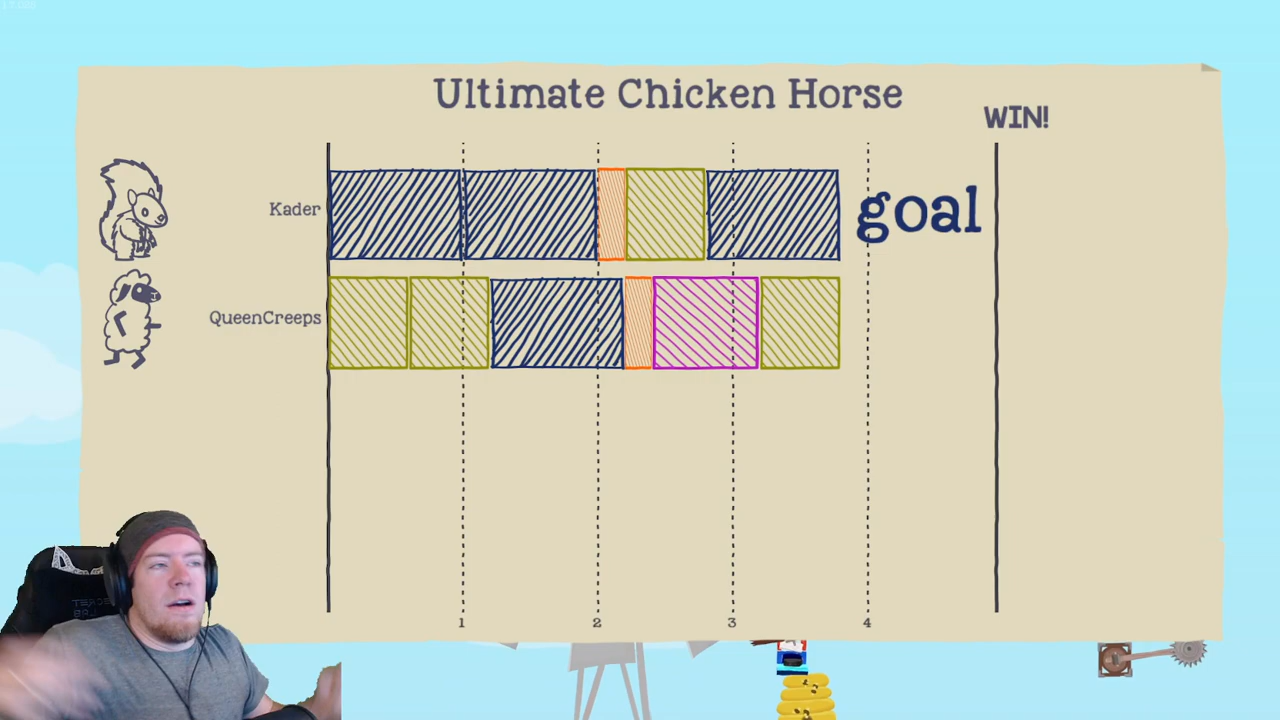 Ultimate Chicken Horse
WIN!
Kader
goal
QueenCreeps
1 2 3 4